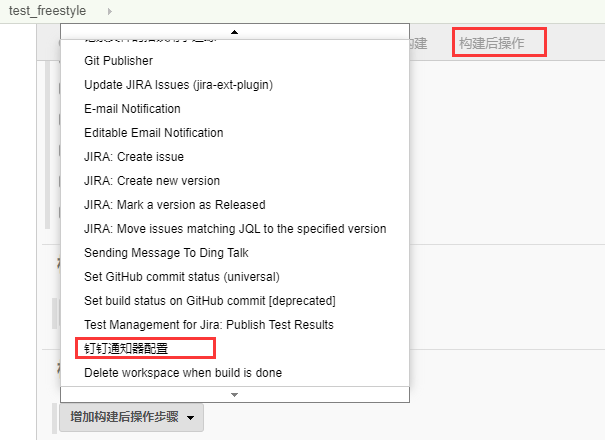 test_freestyle
构建
构建后操作
Git Publisher
Update JIRA Issues (jira-ext-plugin)
E-mail Notification
Editable Email Notification
JIRA: Create issue
JIRA: Create new version
JIRA: Mark a version as Released
JIRA: Move issues matching JQL to the specified version
Sending Message To Ding Talk
Set GitHub commit status (universal)
Set build status on GitHub commit [deprecated]
Test Management for Jira: Publish Test Results
钉钉通知器配置
Delete workspace when build is done
增加构建后操作步骤